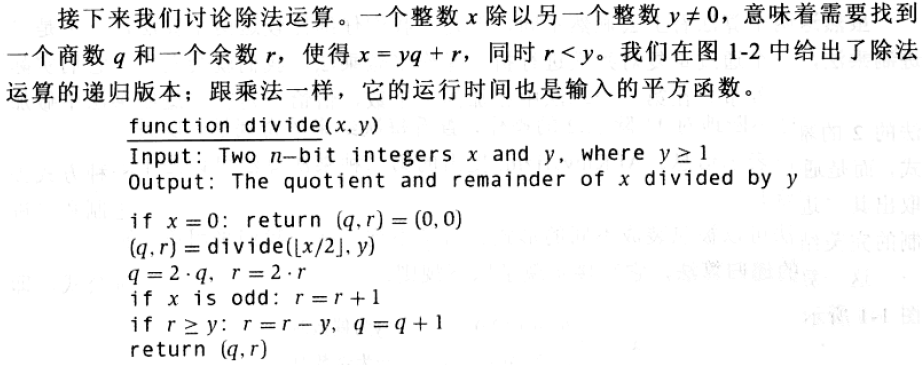 接下来我们讨论除法运算。一个整数 x 除以另一个整数 y ≠ 0，意味着需要找到
一个商数 q 和一个余数 r，使得 x = yq + r，同时 r < y。我们在图 1-2 中给出了除法
运算的递归版本；跟乘法一样，它的运行时间也是输入的平方函数。
function divide(x, y)
Input: Two n-bit integers x and y, where y ≥ 1
Output: The quotient and remainder of x divided by y
if x = 0: return (q, r) = (0, 0)
(q, r) = divide(⌊x/2⌋, y)
q = 2 · q, r = 2 · r
if x is odd: r = r + 1
if r ≥ y: r = r − y, q = q + 1
return (q, r)